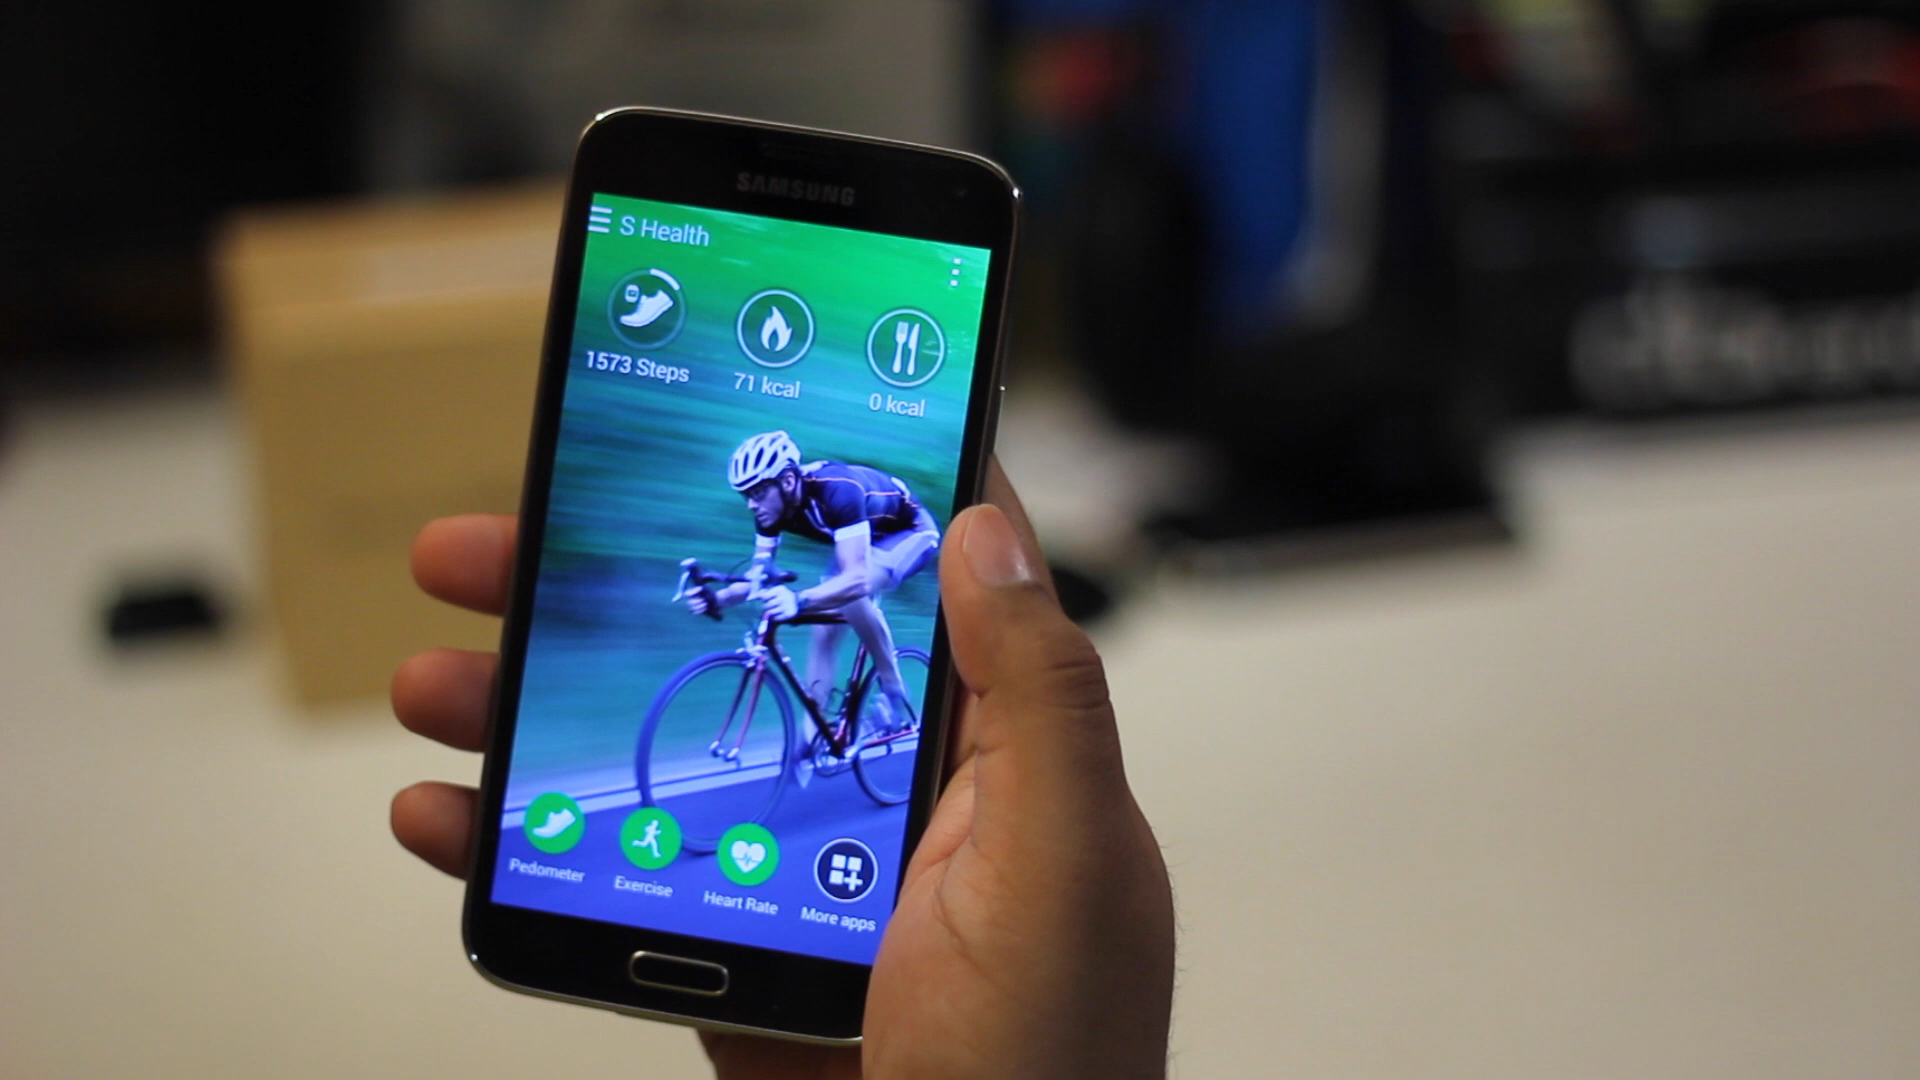 SAMSUNG
S Health
1573 Steps
71 kcal
0 kcal
Pedometer
Exercise
Heart Rate
More apps